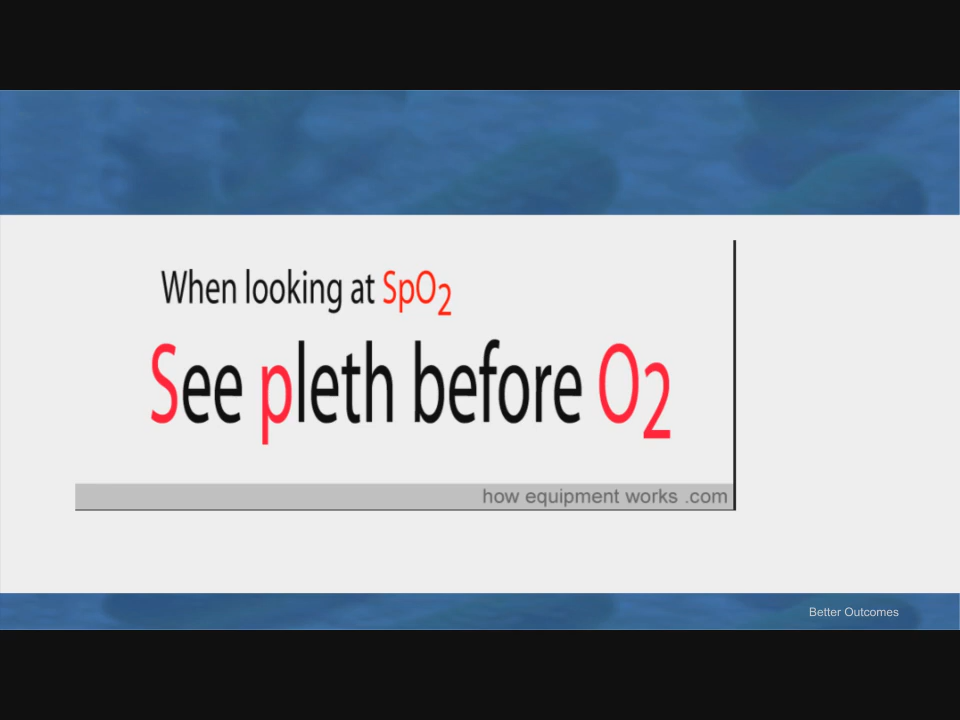 When looking at SpO2
See pleth before O2
how equipment works .com
Better Outcomes